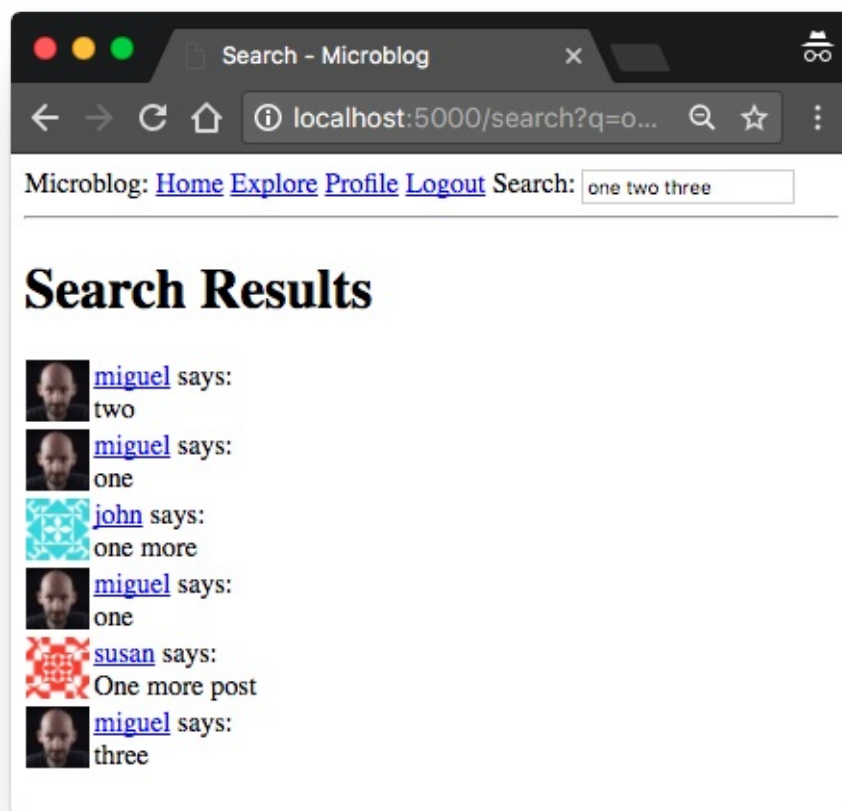 Search - Microblog
localhost:5000/search?q=o...
Microblog: Home Explore Profile Logout Search: one two three
Search Results
miguel says:
two
miguel says:
one
john says:
one more
miguel says:
one
susan says:
One more post
miguel says:
three